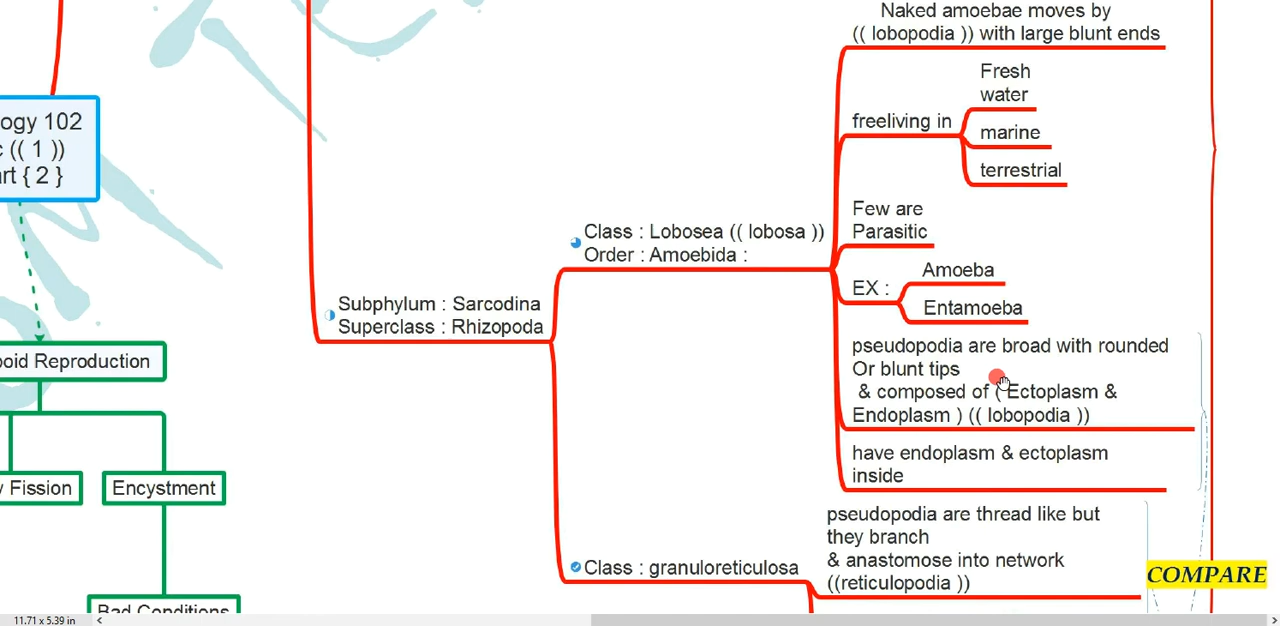 Naked amoebae moves by
(( lobopodia )) with large blunt ends
Fresh
water
freeliving in
marine
terrestrial
Few are
Parasitic
Class : Lobosea (( lobosa ))
Order : Amoebida :
EX :
Amoeba
Entamoeba
Subphylum : Sarcodina
Superclass : Rhizopoda
pseudopodia are broad with rounded
Or blunt tips
& composed of ( Ectoplasm &
Endoplasm ) (( lobopodia ))
have endoplasm & ectoplasm
inside
Class : granuloreticulosa
pseudopodia are thread like but
they branch
& anastomose into network
((reticulopodia ))
COMPARE
ogy 102
(( 1 ))
{ 2 }
Reproduction
Fission
Encystment
Bad Conditions
11.71 x 5.39 in